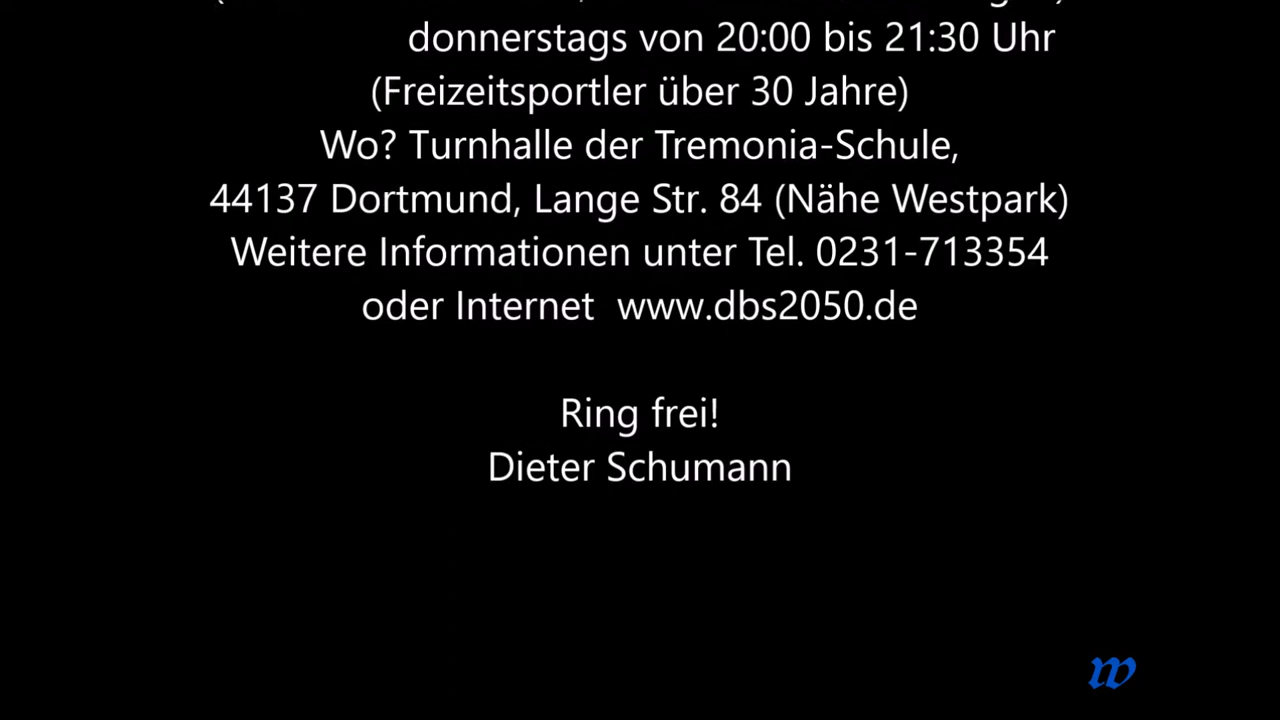 donnerstags von 20:00 bis 21:30 Uhr
(Freizeitsportler über 30 Jahre)
Wo? Turnhalle der Tremonia-Schule,
44137 Dortmund, Lange Str. 84 (Nähe Westpark)
Weitere Informationen unter Tel. 0231-713354
oder Internet www.dbs2050.de
Ring frei!
Dieter Schumann
w